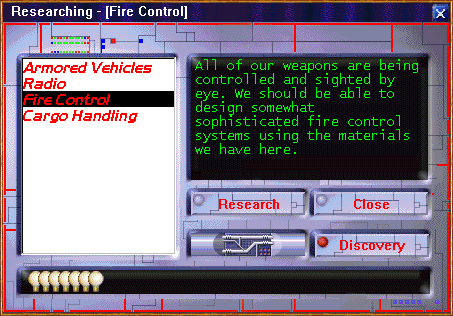 Researching - [Fire Control]
Armored Vehicles
Radio
Fire Control
Cargo Handling
All of our weapons are being
controlled and sighted by
eye. We should be able to
design somewhat
sophisticated fire control
systems using the materials
we have here.
Research
Close
Discovery